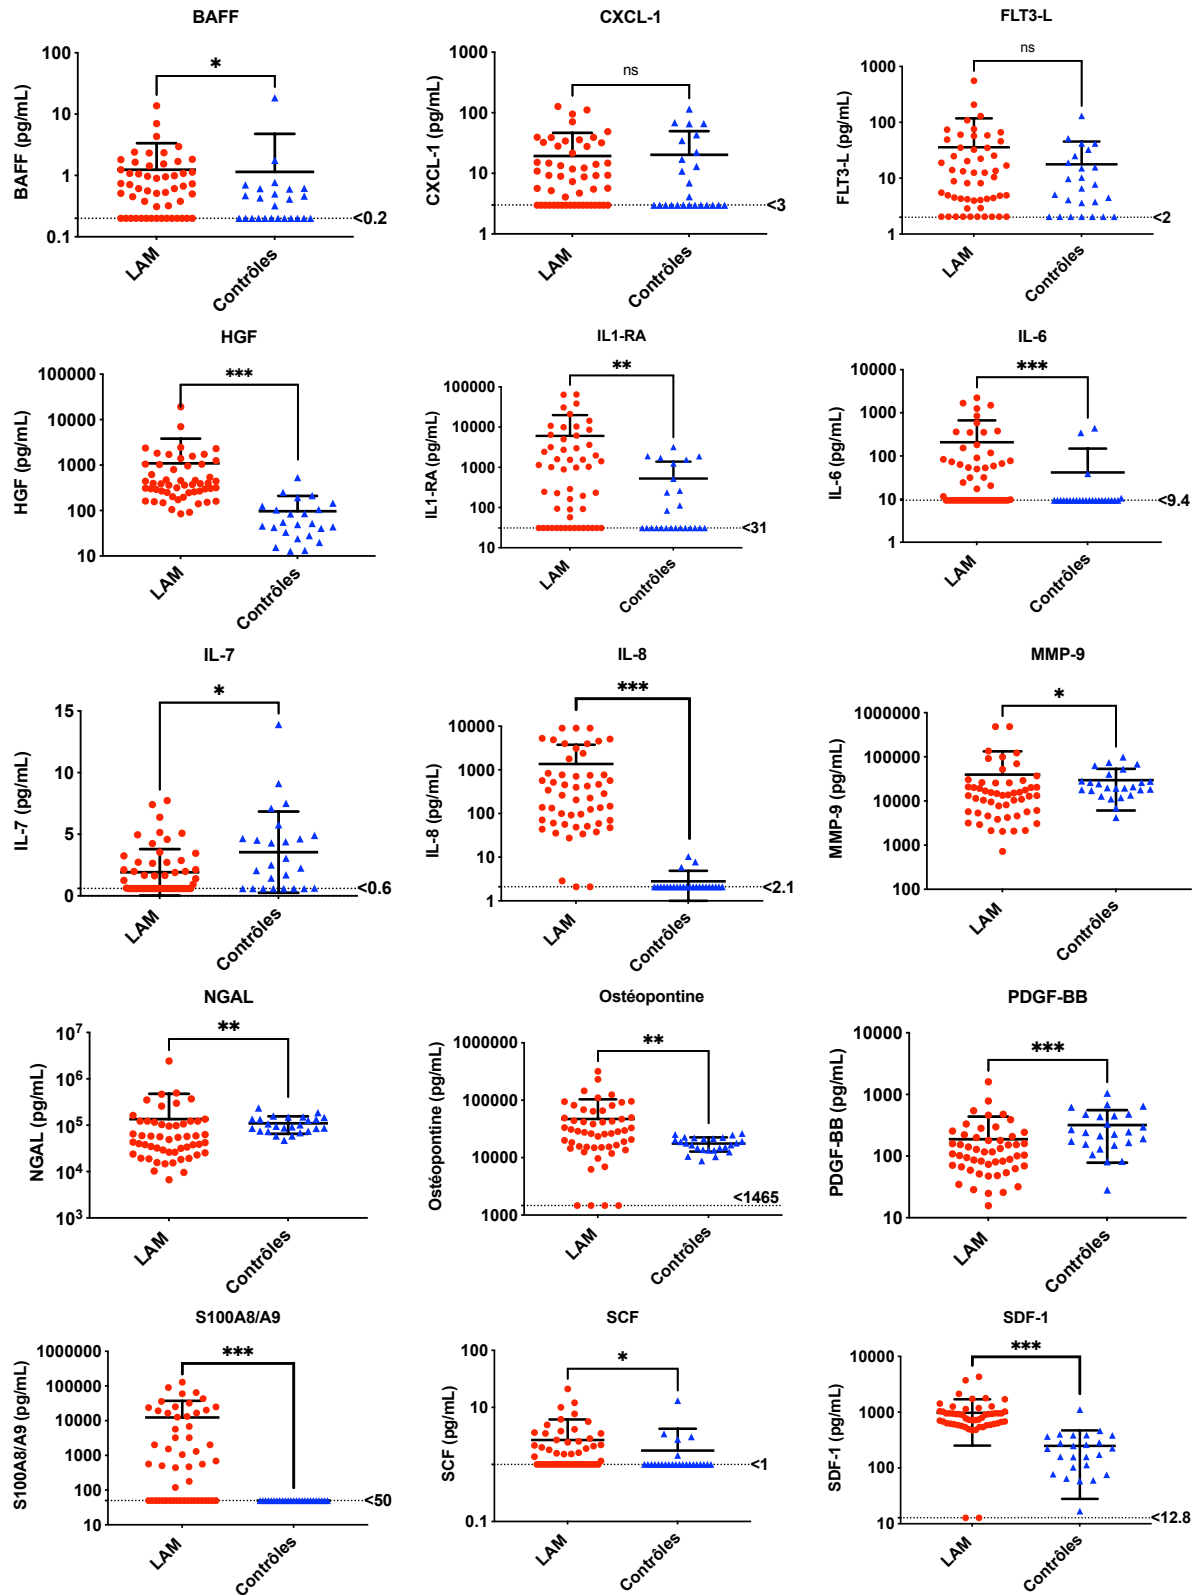 BAFF
CXCL-1
FLT3-L
BAFF (pg/mL)
100
10
1
0.1
*
<0.2
LAM
Contrôles
CXCL-1 (pg/mL)
1000
100
10
1
ns
<3
LAM
Contrôles
FLT3-L (pg/mL)
1000
100
10
1
ns
<2
LAM
Contrôles
HGF
IL1-RA
IL-6
HGF (pg/mL)
100000
10000
1000
100
10
***
LAM
Contrôles
IL1-RA (pg/mL)
100000
10000
1000
100
10
**
<31
LAM
Contrôles
IL-6 (pg/mL)
10000
1000
100
10
1
***
<9.4
LAM
Contrôles
IL-7
IL-8
MMP-9
IL-7 (pg/mL)
15
10
5
0
*
<0.6
LAM
Contrôles
IL-8 (pg/mL)
10000
1000
100
10
1
***
<2.1
LAM
Contrôles
MMP-9 (pg/mL)
1000000
100000
10000
1000
100
*
LAM
Contrôles
NGAL
Ostéopontine
PDGF-BB
NGAL (pg/mL)
10⁷
10⁶
10⁵
10⁴
10³
**
LAM
Contrôles
Ostéopontine (pg/mL)
1000000
100000
10000
1000
**
<1465
LAM
Contrôles
PDGF-BB (pg/mL)
10000
1000
100
10
***
LAM
Contrôles
S100A8/A9
SCF
SDF-1
S100A8/A9 (pg/mL)
1000000
100000
10000
1000
100
10
***
<50
LAM
Contrôles
SCF (pg/mL)
100
10
1
0.1
*
<1
LAM
Contrôles
SDF-1 (pg/mL)
10000
1000
100
10
***
<12.8
LAM
Contrôles